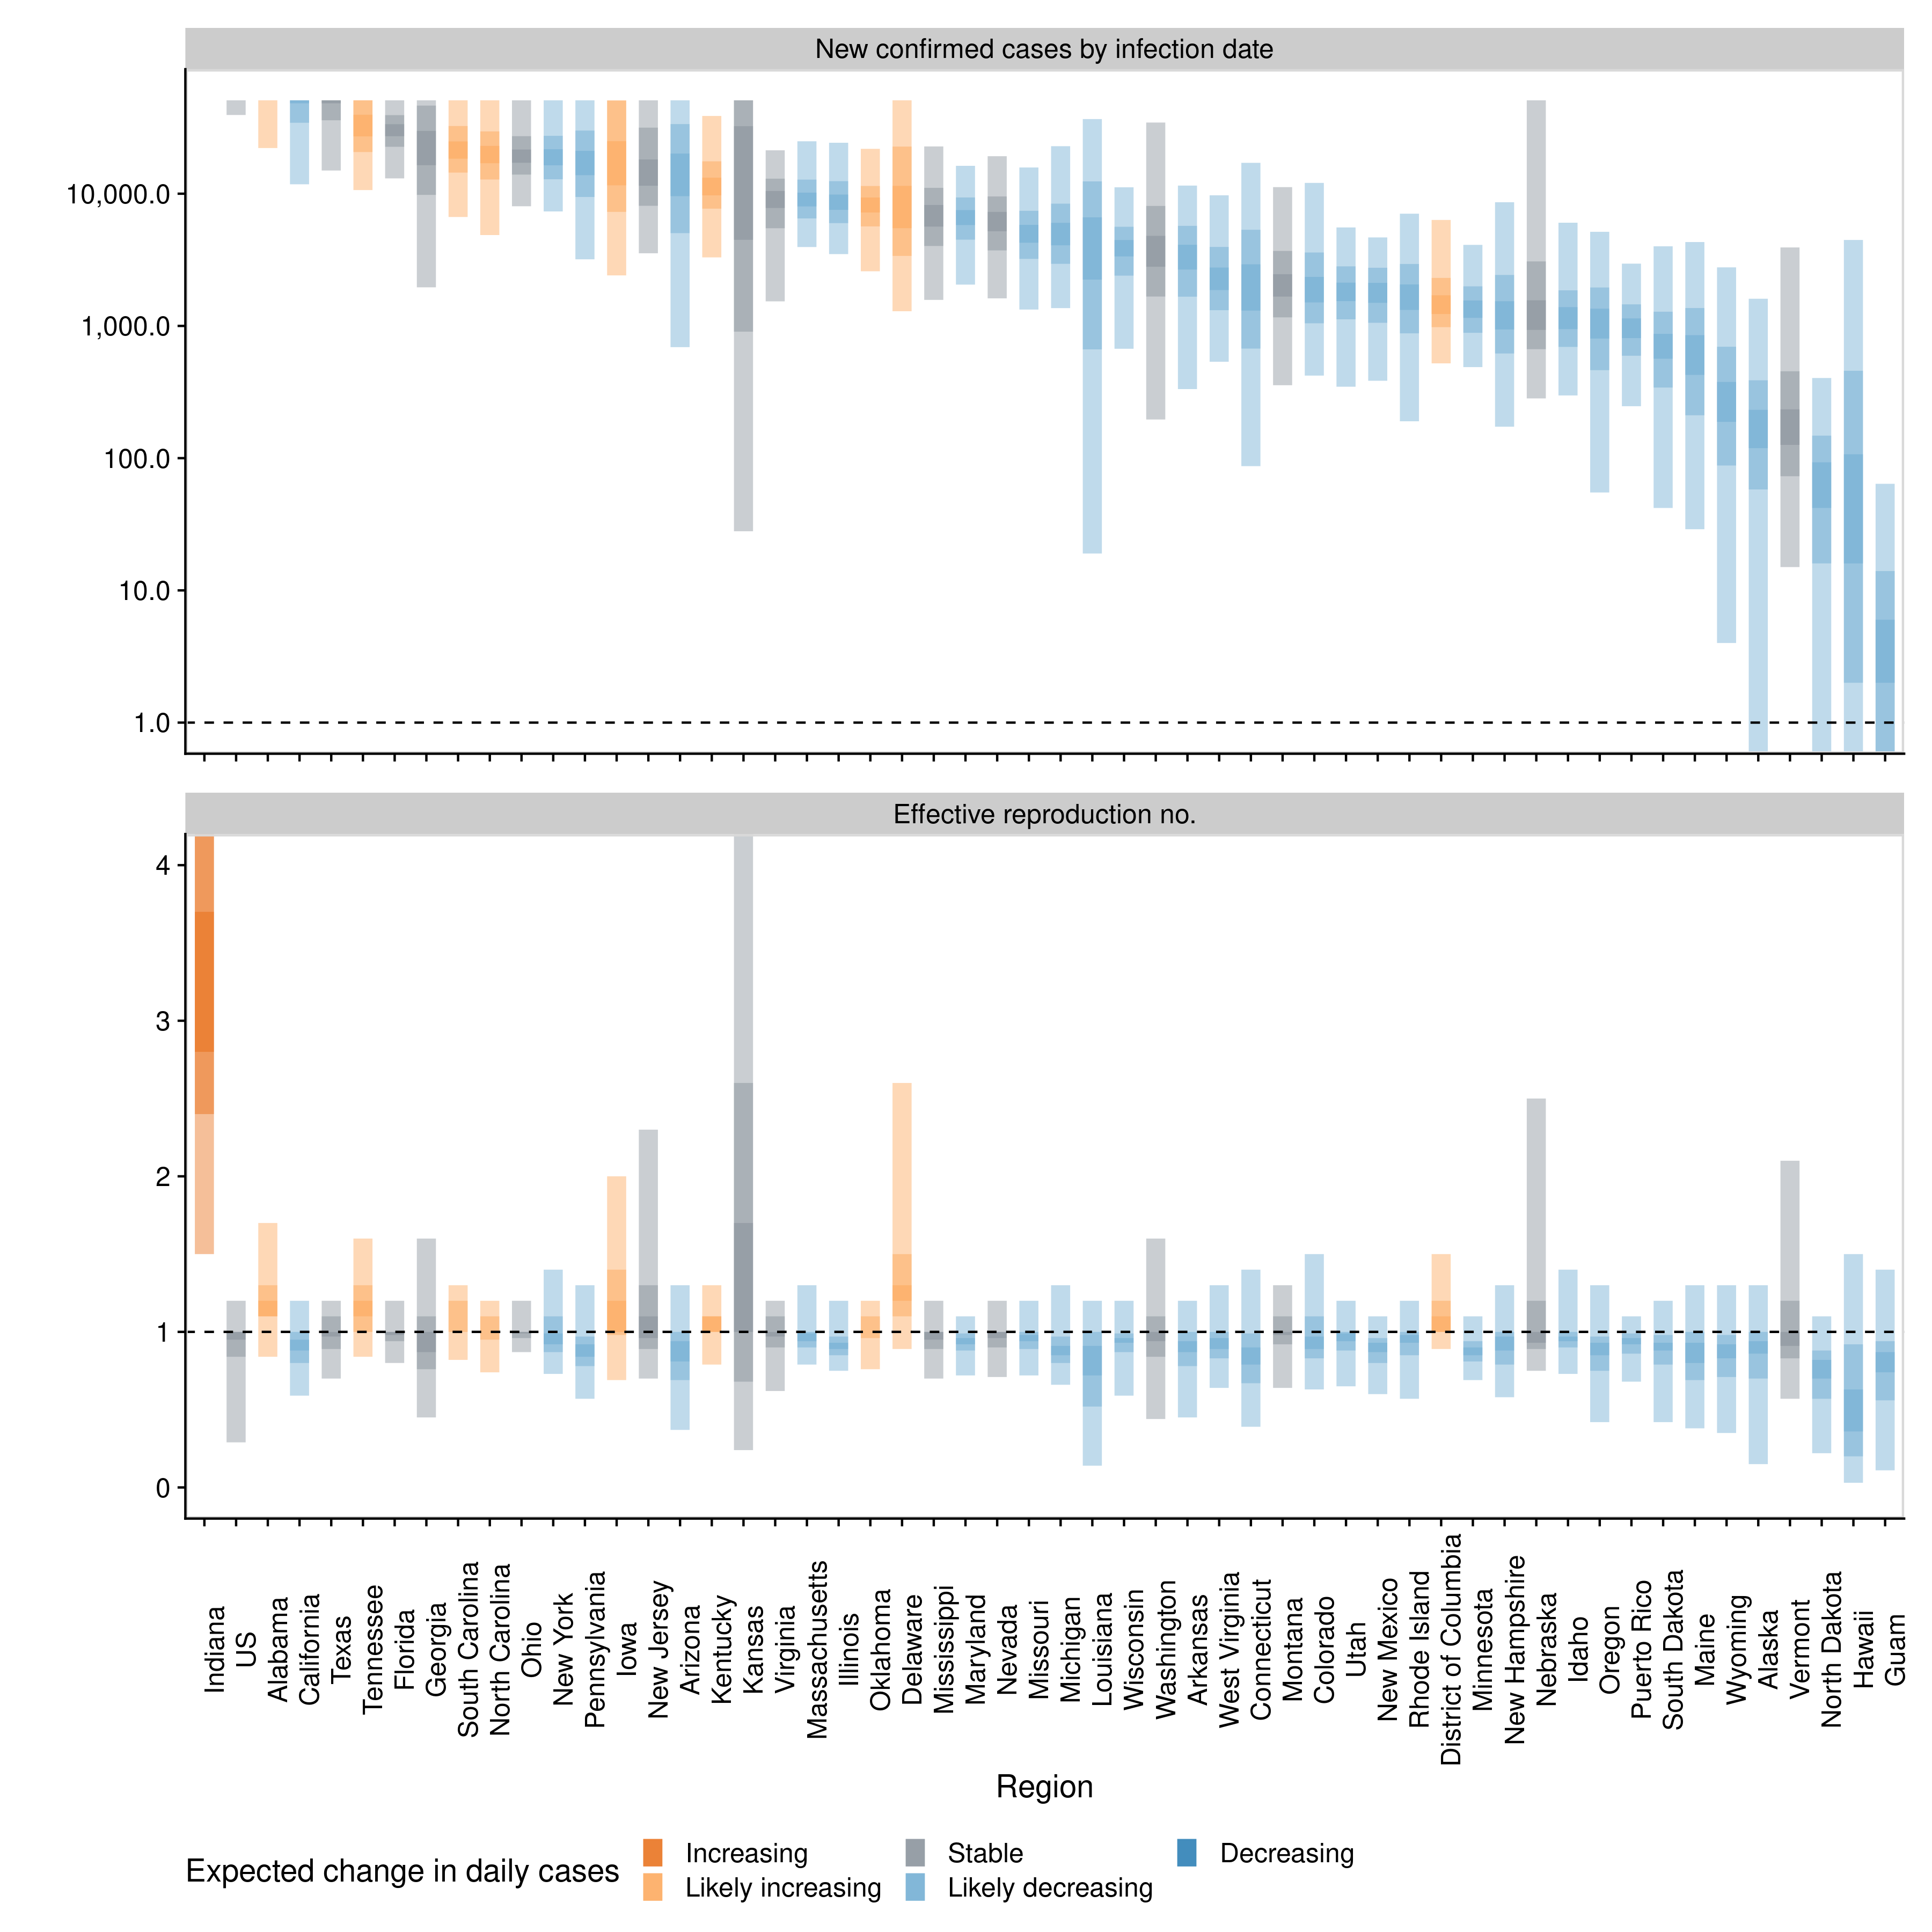 New confirmed cases by infection date
10,000.0
1,000.0
100.0
10.0
1.0
Effective reproduction no.
4
3
2
1
0
Indiana
US
Alabama
California
Texas
Tennessee
Florida
Georgia
South Carolina
North Carolina
Ohio
New York
Pennsylvania
Iowa
New Jersey
Arizona
Kentucky
Kansas
Virginia
Massachusetts
Illinois
Oklahoma
Delaware
Mississippi
Maryland
Nevada
Missouri
Michigan
Louisiana
Wisconsin
Washington
Arkansas
West Virginia
Connecticut
Montana
Colorado
Utah
New Mexico
Rhode Island
District of Columbia
Minnesota
New Hampshire
Nebraska
Idaho
Oregon
Puerto Rico
South Dakota
Maine
Wyoming
Alaska
Vermont
North Dakota
Hawaii
Guam
Region
Expected change in daily cases
Increasing
Likely increasing
Stable
Likely decreasing
Decreasing